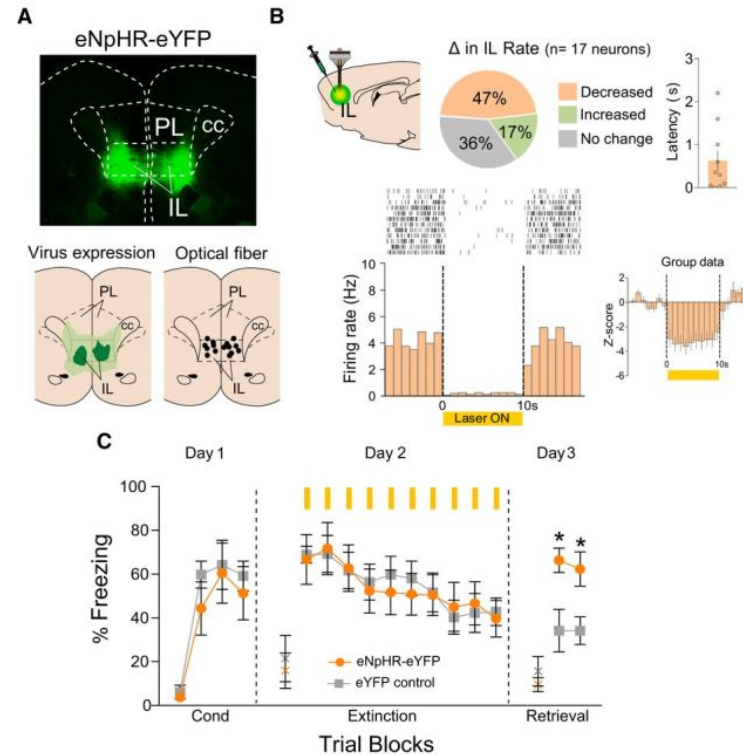 A
eNpHR-eYFP
PL
cc
IL
Virus expression
Optical fiber
PL
cc
IL
PL
cc
IL
B
IL
Δ in IL Rate (n= 17 neurons)
47%
17%
36%
Decreased
Increased
No change
Latency (s)
3
2
1
0
Firing rate (Hz)
10
8
6
4
2
0
0
10s
Laser ON
Group data
Z-score
2
0
-2
-4
-6
0
10s
C
Day 1
Day 2
Day 3
% Freezing
100
80
60
40
20
0
* *
eNpHR-eYFP
eYFP control
Cond
Extinction
Retrieval
Trial Blocks